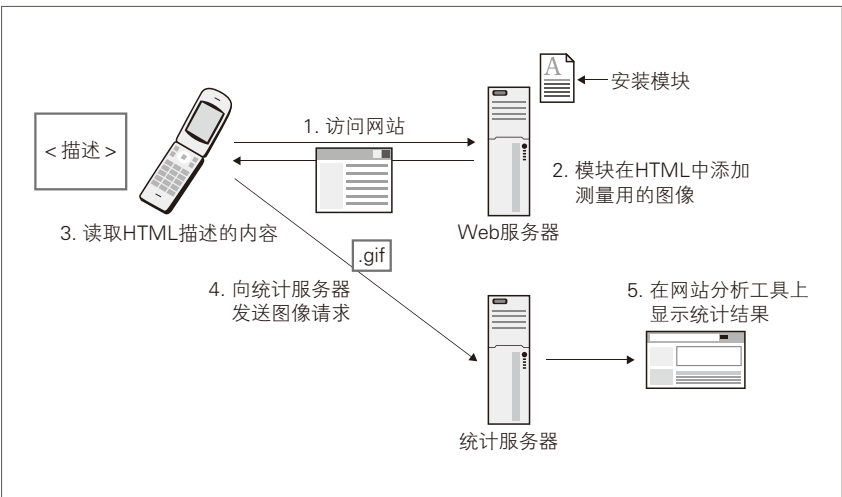 A
安装模块
1. 访问网站
<描述>
2. 模块在HTML中添加
测量用的图像
3. 读取HTML描述的内容
Web服务器
.gif
4. 向统计服务器
发送图像请求
5. 在网站分析工具上
显示统计结果
统计服务器